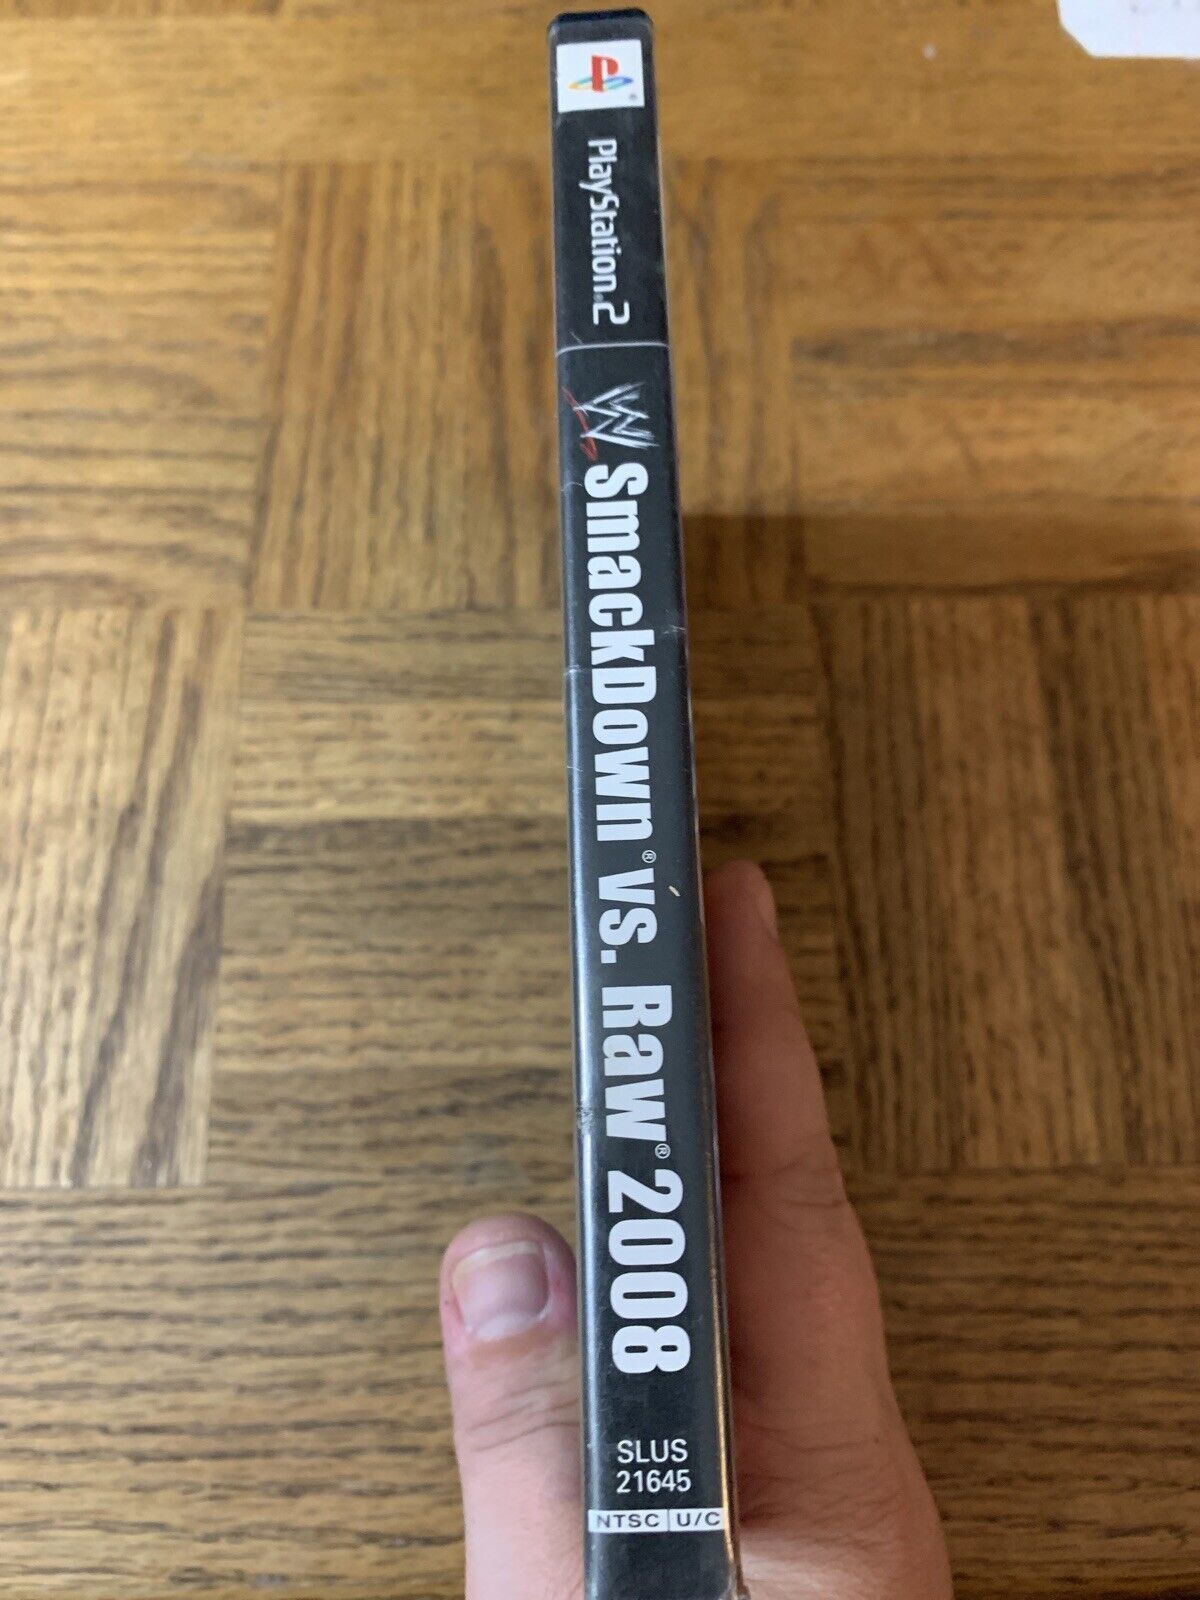 PlayStation®2
W SmackDown® vs. Raw® 2008
SLUS
21645
NTSC U/C